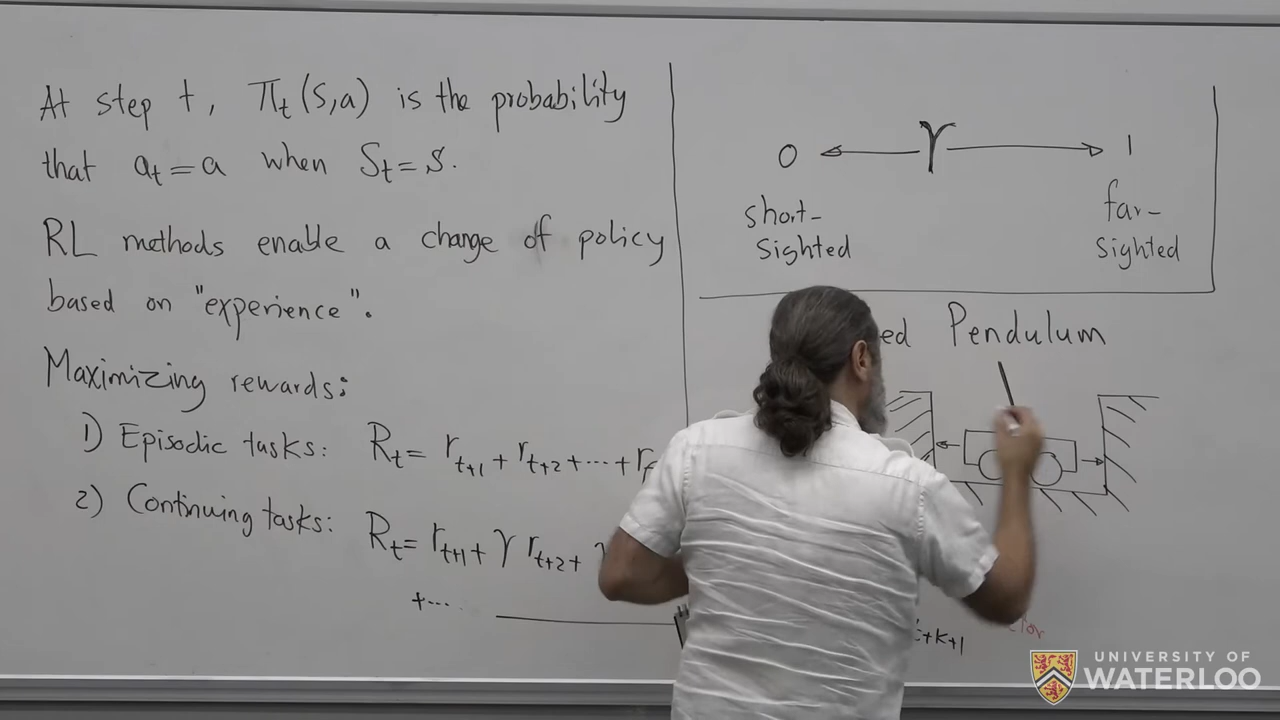 At step t, π_t(s,a) is the probability
that a_t = a when S_t = s.
RL methods enable a change of policy
based on "experience".
Maximizing rewards:
1) Episodic tasks: R_t = r_{t+1} + r_{t+2} + ... + r
2) Continuing tasks: R_t = r_{t+1} + γ r_{t+2} +
+ ...
0 γ 1
short-
sighted
far-
sighted
Pendulum
t+k+1
UNIVERSITY OF
WATERLOO